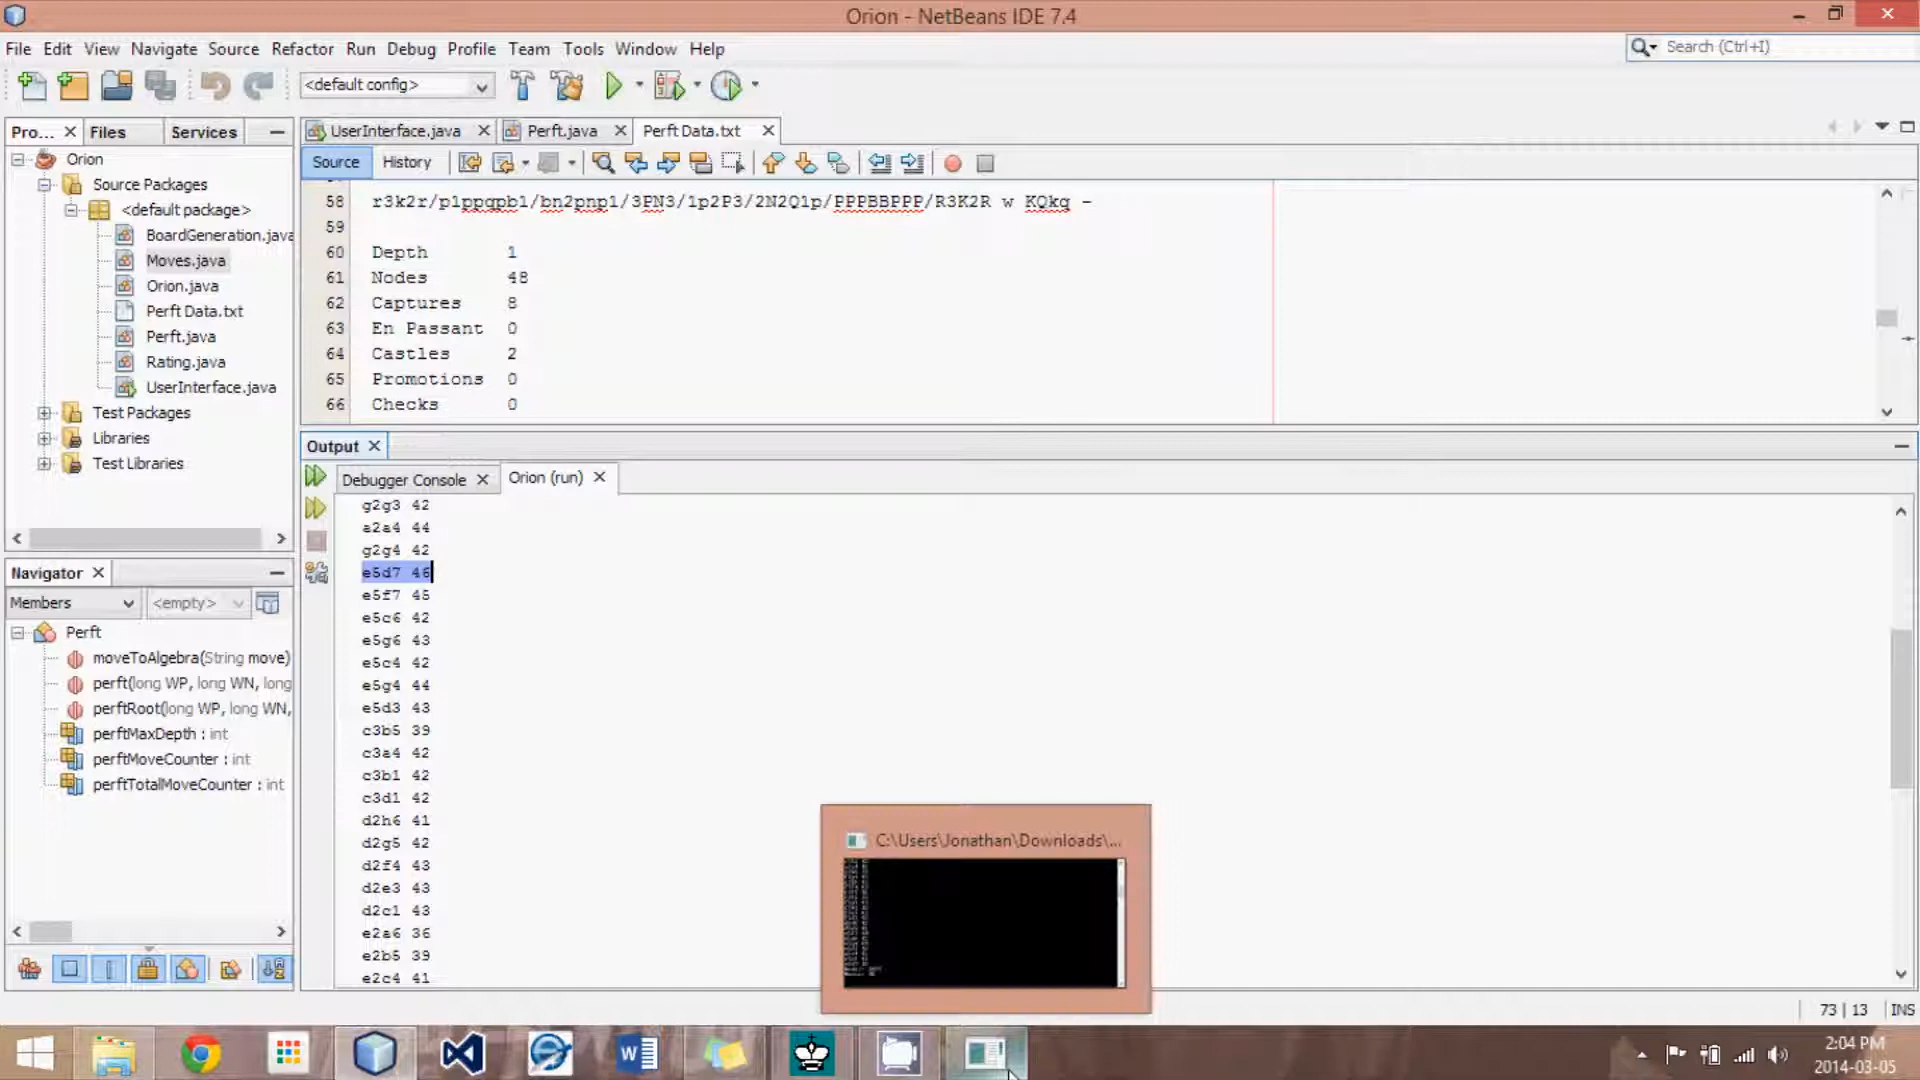 Orion - NetBeans IDE 7.4
File Edit View Navigate Source Refactor Run Debug Profile Team Tools Window Help
Search (Ctrl+I)
<default config>
Pro... Files Services
UserInterface.java Perft.java Perft Data.txt
Source History
Orion
Source Packages
<default package>
BoardGeneration.java
Moves.java
Orion.java
Perft Data.txt
Perft.java
Rating.java
UserInterface.java
Test Packages
Libraries
Test Libraries
58 r3k2r/p1ppqpb1/bn2pnp1/3PN3/1p2P3/2N2Q1p/PPPBBPPP/R3K2R w KQkq -
59
60 Depth 1
61 Nodes 48
62 Captures 8
63 En Passant 0
64 Castles 2
65 Promotions 0
66 Checks 0
Output
Debugger Console Orion (run)
g2g3 42
a2a4 44
g2g4 42
e5d7 46
e5f7 45
e5c6 42
e5g6 43
e5c4 42
e5g4 44
e5d3 43
c3b5 39
c3a4 42
c3b1 42
c3d1 42
d2h6 41
d2g5 42
d2f4 43
d2e3 43
d2c1 43
e2a6 36
e2b5 39
e2c4 41
Navigator
Members <empty>
Perft
moveToAlgebra(String move)
perft(long WP, long WN, long
perftRoot(long WP, long WN,
perftMaxDepth : int
perftMoveCounter : int
perftTotalMoveCounter : int
C:\Users\Jonathan\Downloads\...
73 | 13 INS
2:04 PM
2014-03-05